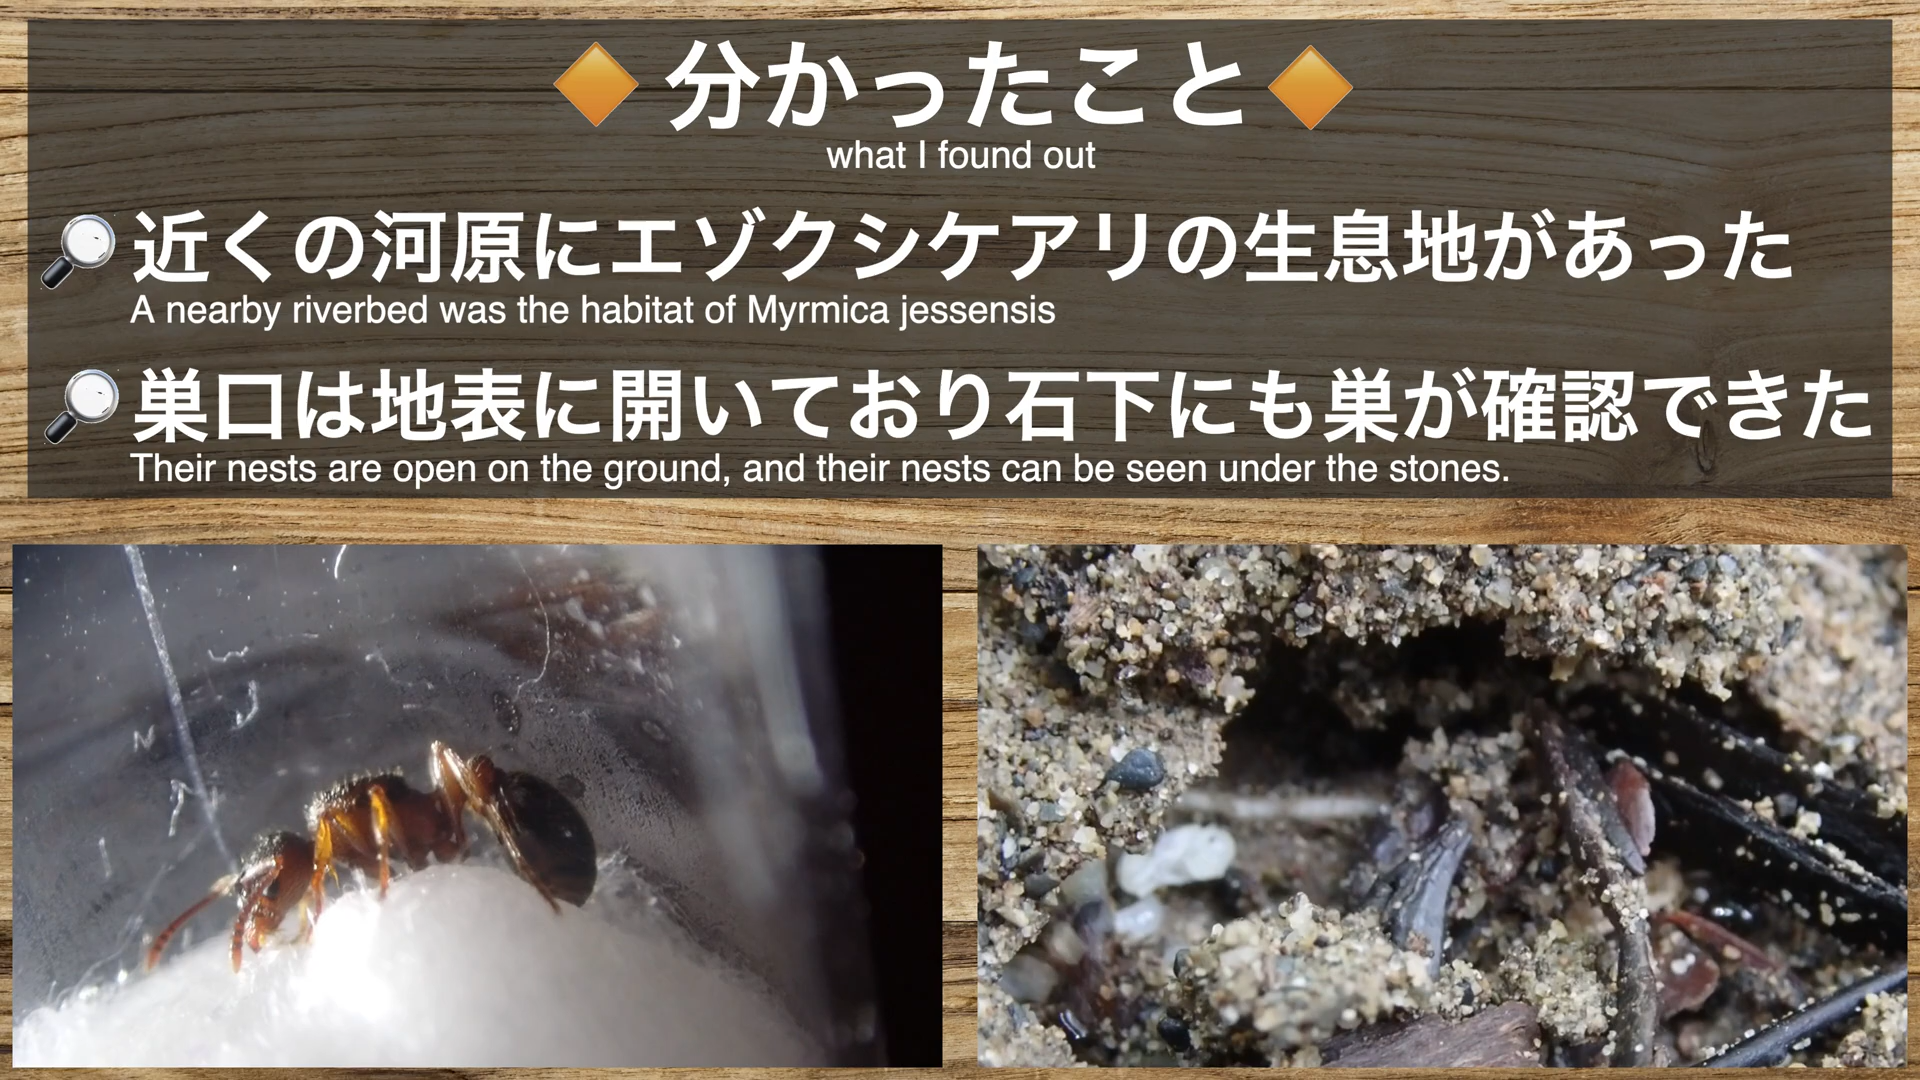 🔶 分かったこと🔶
what I found out
🔎 近くの河原にエゾクシケアリの生息地があった
A nearby riverbed was the habitat of Myrmica jessensis
🔎 巣口は地表に開いており石下にも巣が確認できた
Their nests are open on the ground, and their nests can be seen under the stones.